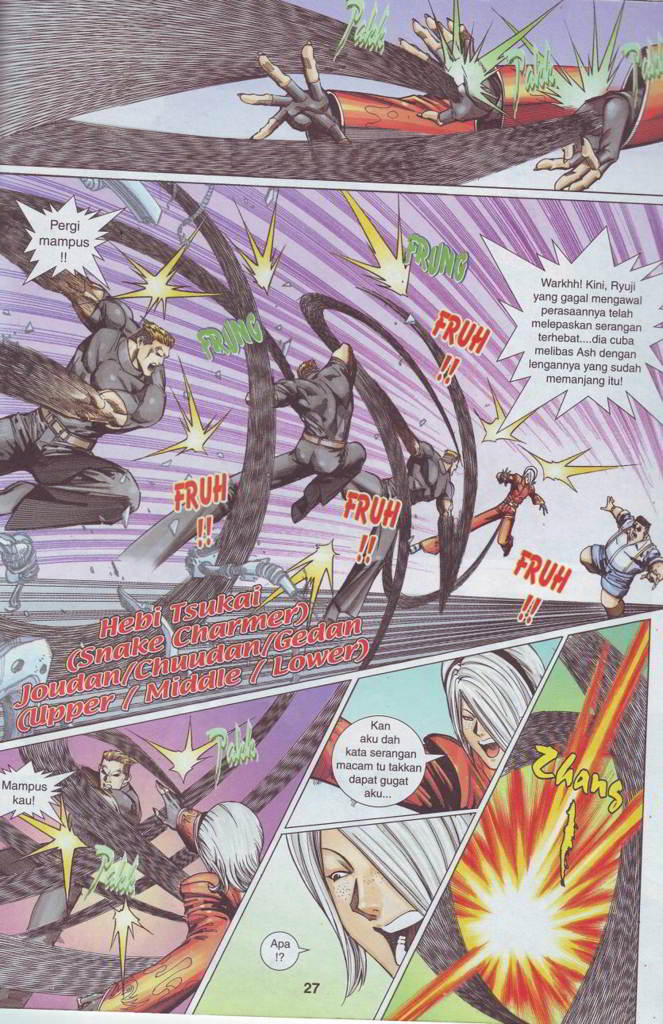 Pakk
Pakk
Pakk
Pakk
Pergi
mampus
!!
FRUNG
FRUNG
FRUH
!!
Warkhh! Kini, Ryuji
yang gagal mengawal
perasaannya telah
melepaskan serangan
terhebat....dia cuba
melibas Ash dengan
lengannya yang sudah
memanjang itu!
FRUH
!!
FRUH
!!
FRUH
!!
Hebi Tsukai
(Snake Charmer)
Joudan/Chuudan/Gedan
(Upper / Middle / Lower)
Mampus
kau!
Pakk
Pakk
Kan
aku dah
kata serangan
macam tu takkan
dapat gugat
aku...
Apa
!?
Zhang
27